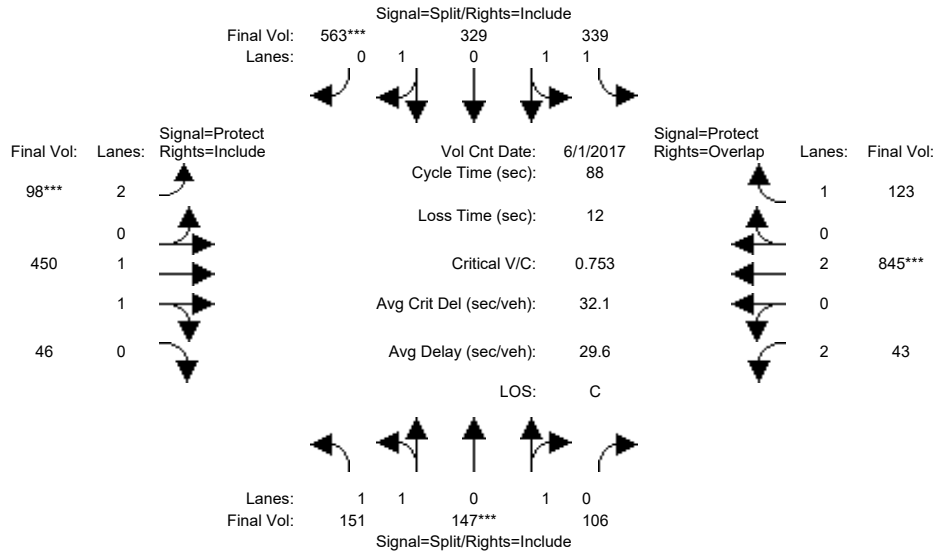 Signal=Split/Rights=Include
Final Vol: 563*** 329 339
Lanes: 0 1 0 1 1
Signal=Protect
Final Vol: Lanes: Rights=Include
Vol Cnt Date: 6/1/2017
Signal=Protect
Rights=Overlap Lanes: Final Vol:
Cycle Time (sec): 88
98*** 2
1 123
Loss Time (sec): 12
0
0
450 1
Critical V/C: 0.753
2 845***
1
Avg Crit Del (sec/veh): 32.1
0
46 0
Avg Delay (sec/veh): 29.6
2 43
LOS: C
Lanes: 1 1 0 1 0
Final Vol: 151 147*** 106
Signal=Split/Rights=Include